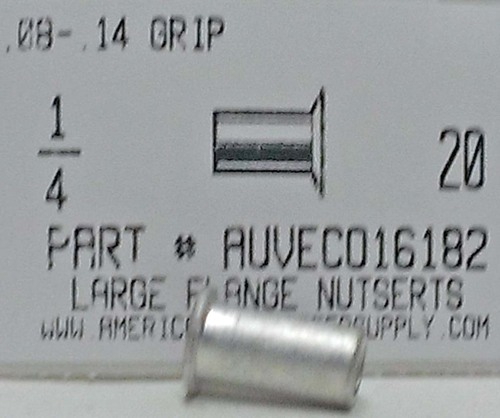 .08-.14 GRIP
1/4 20
PART # AUVECO16182
LARGE FLANGE NUTSERTS